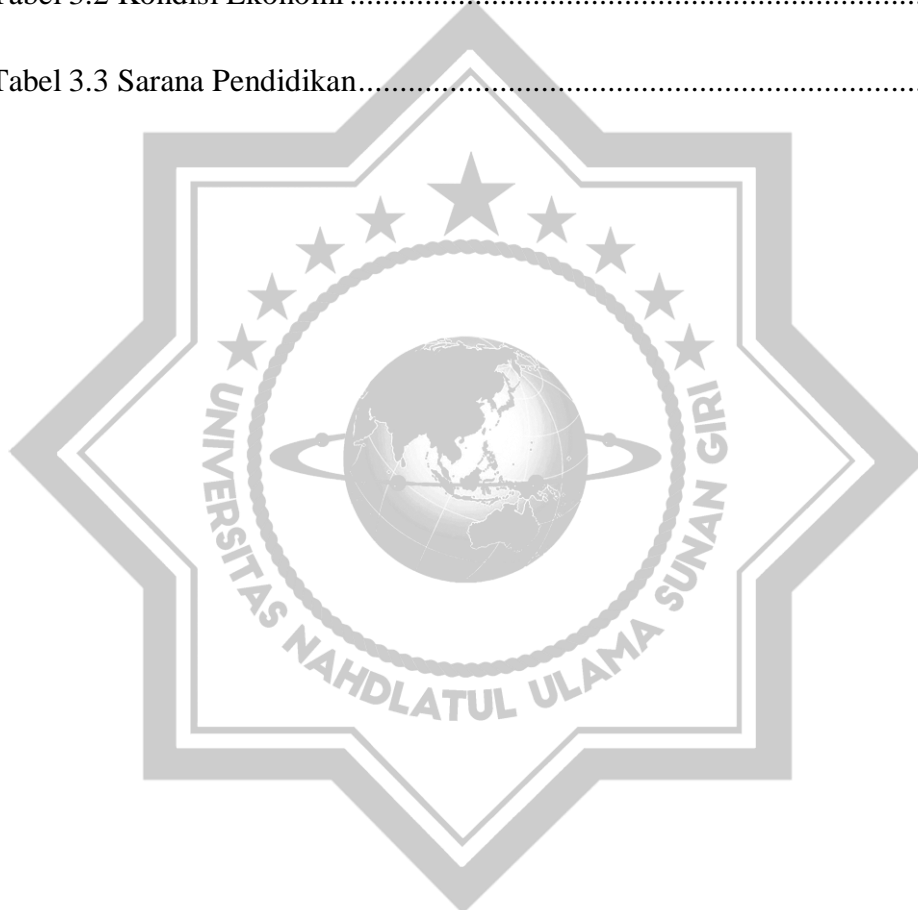 Tabel 3.2 Kondisi Ekonomi ........................................................................
Tabel 3.3 Sarana Pendidikan......................................................................
UNIVERSITAS NAHDLATUL ULAMA SUNAN GIRI